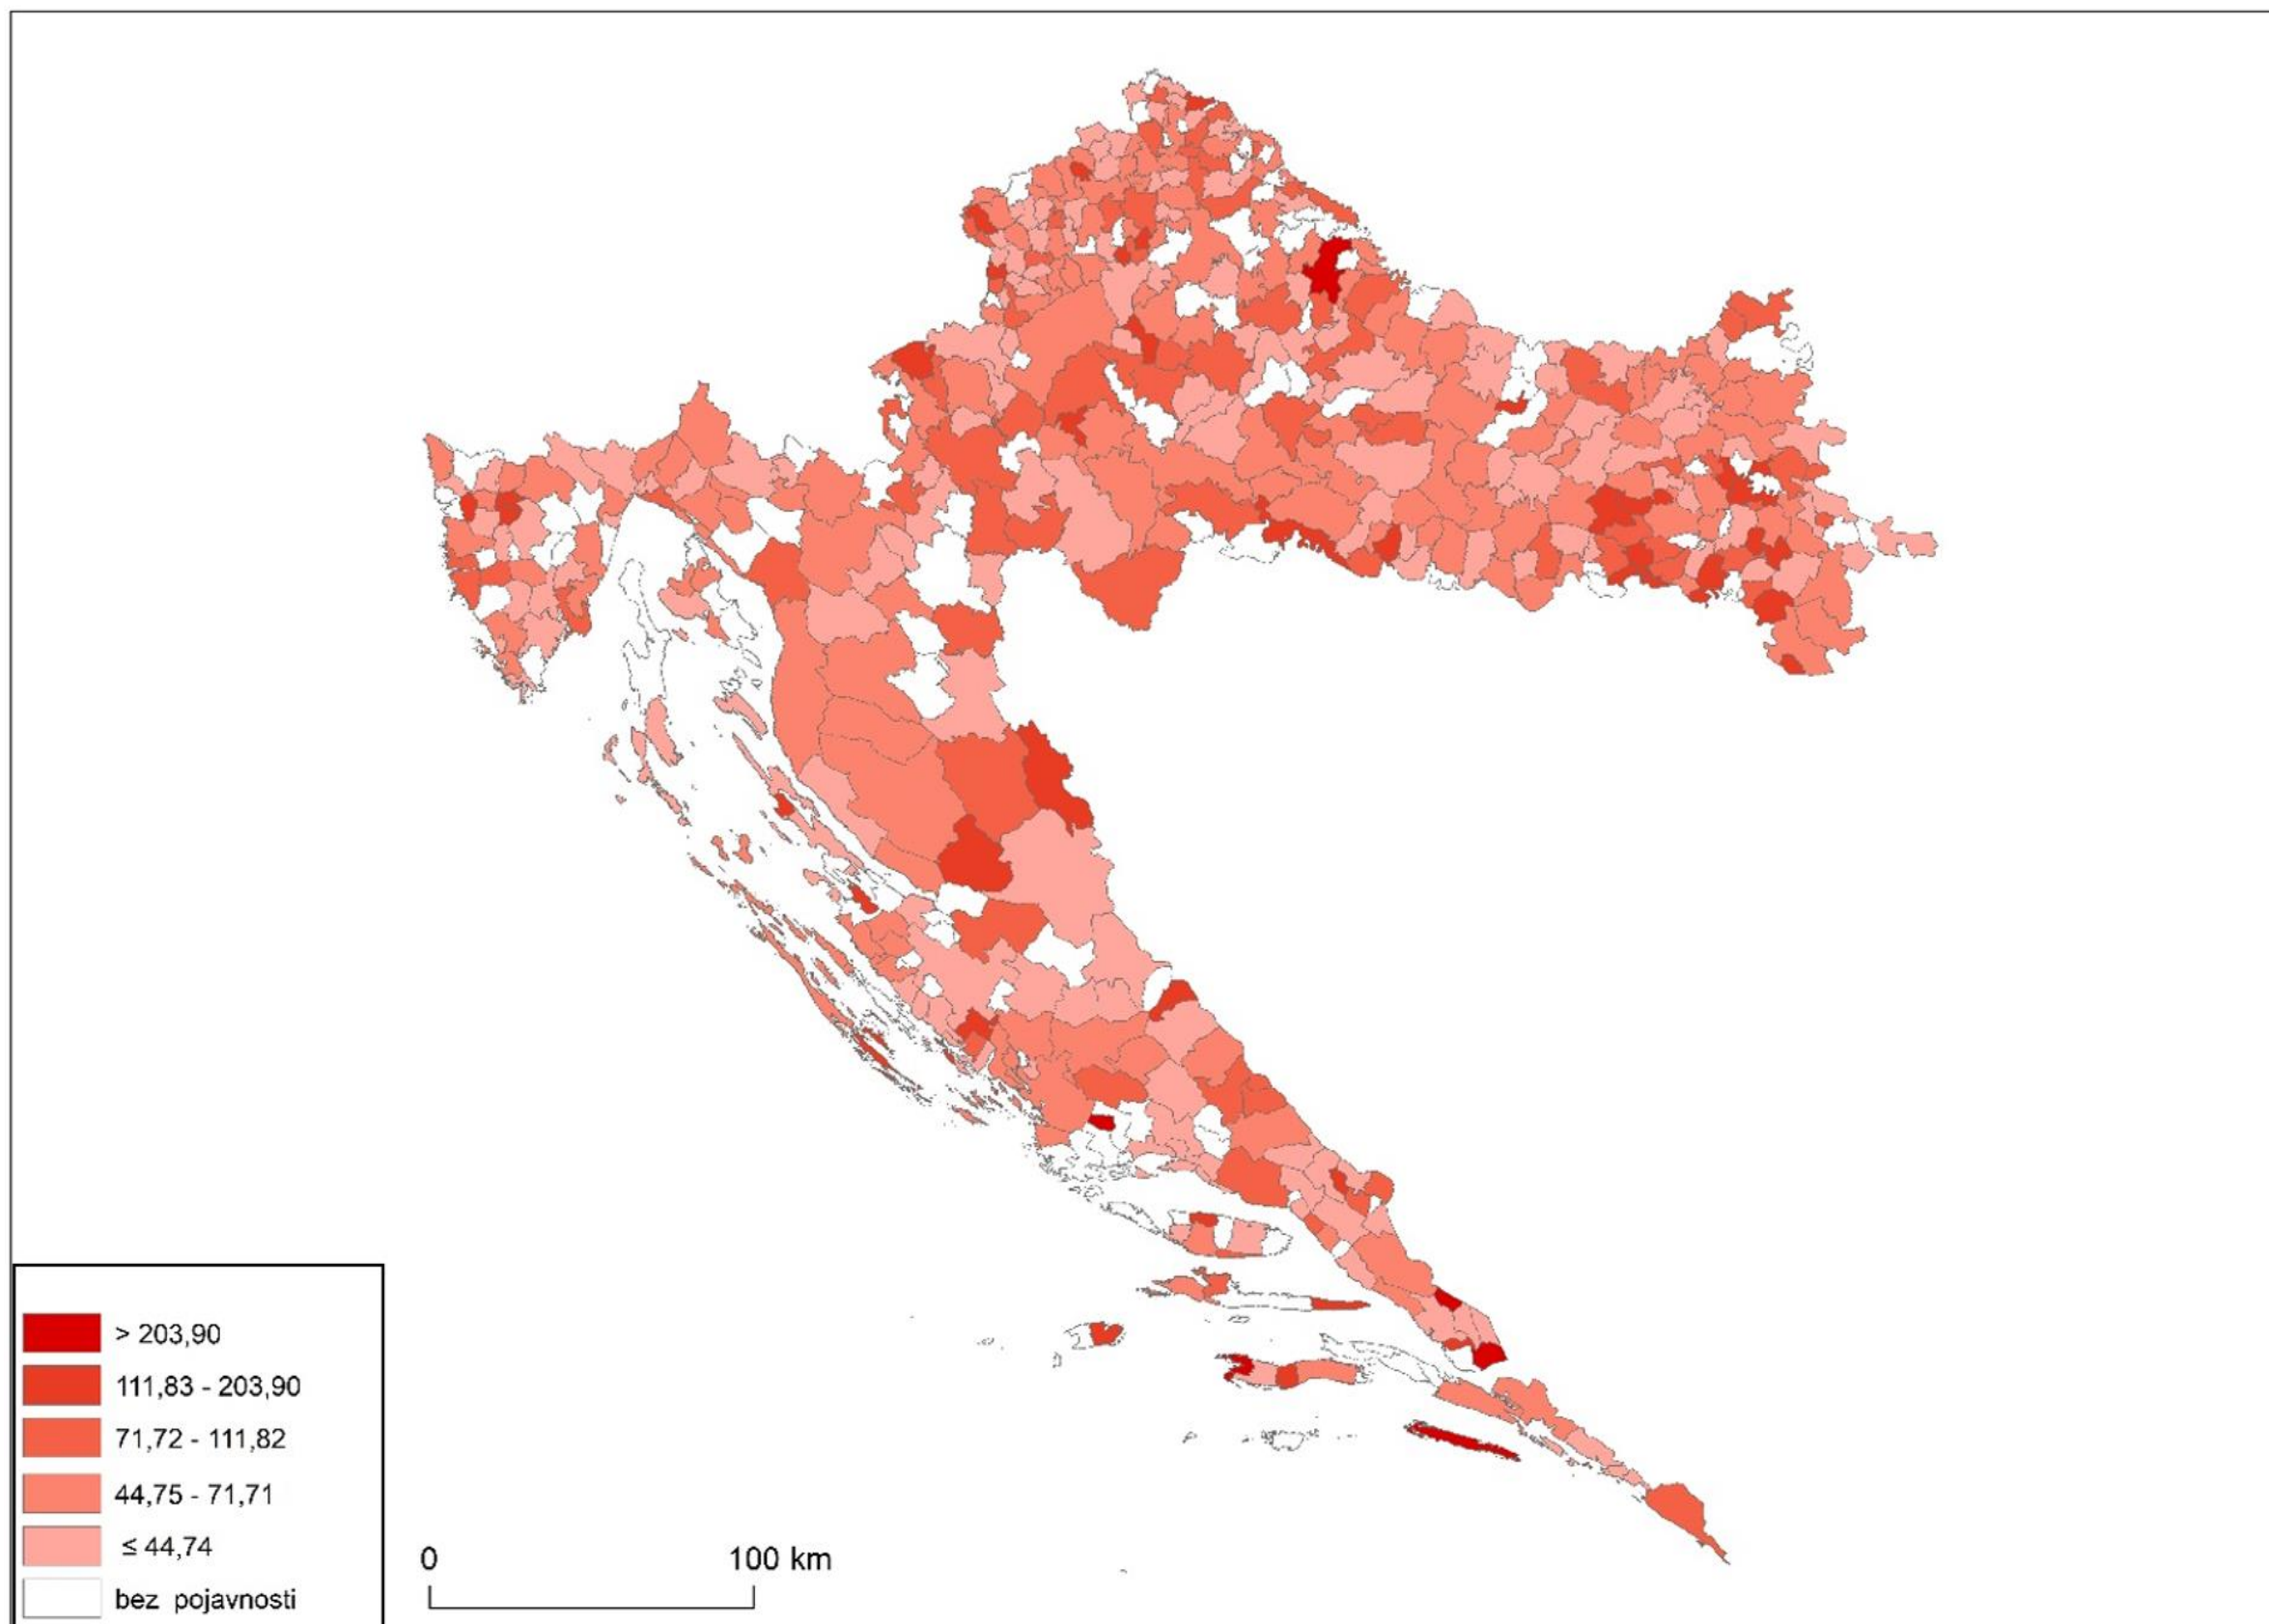 > 203,90
111,83 - 203,90
71,72 - 111,82
44,75 - 71,71
≤ 44,74
bez pojavnosti
0 100 km